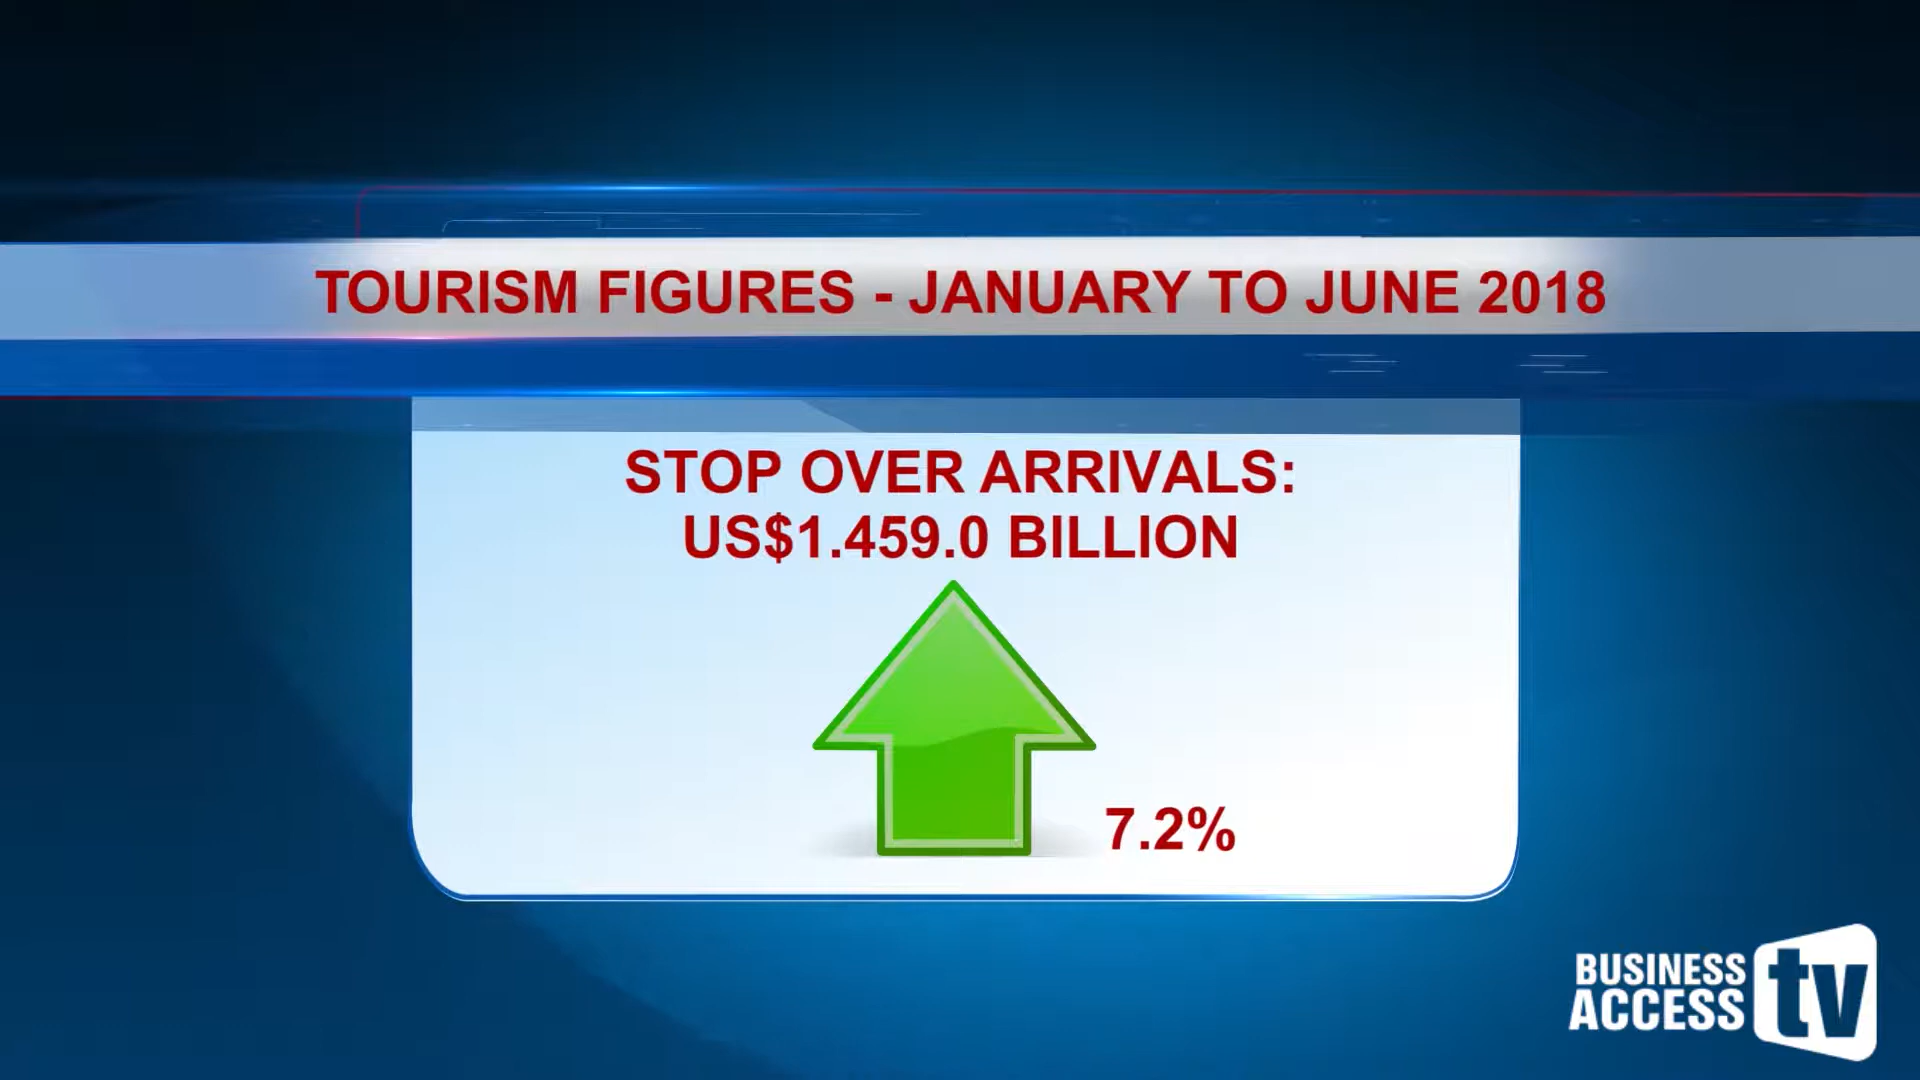 TOURISM FIGURES - JANUARY TO JUNE 2018
STOP OVER ARRIVALS:
US$1.459.0 BILLION
7.2%
BUSINESS
ACCESS
tv